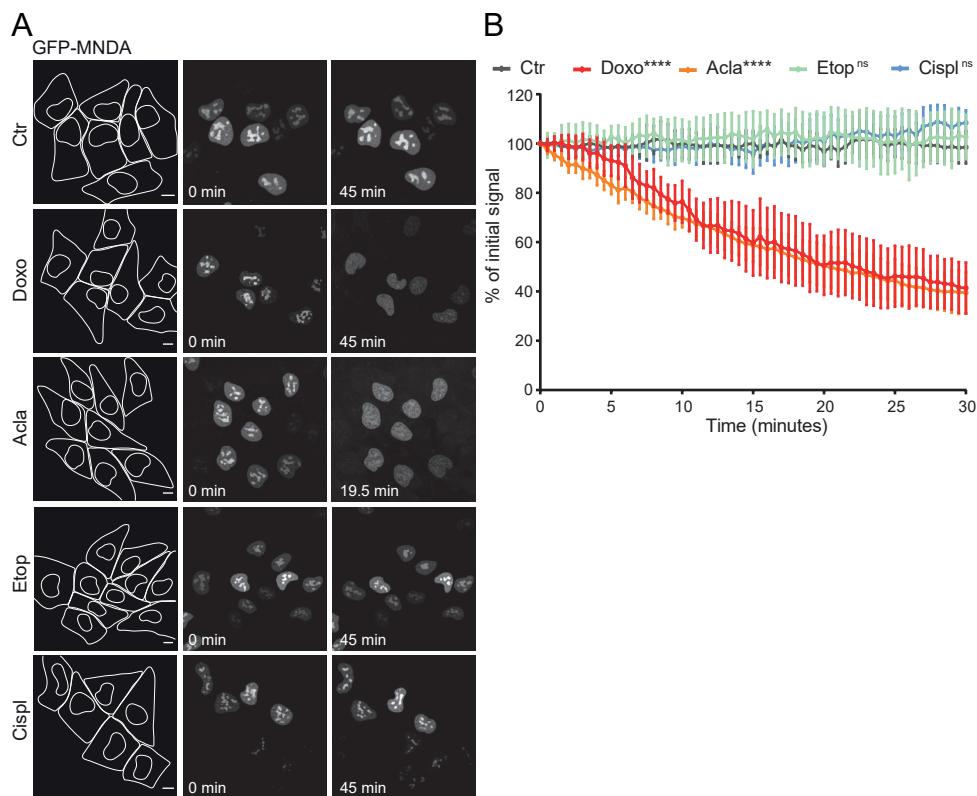 A
GFP-MNDA
Ctr
0 min
45 min
Doxo
0 min
45 min
Acla
0 min
19.5 min
Etop
0 min
45 min
Cispl
0 min
45 min
B
Ctr Doxo**** Acla**** Etop ns Cispl ns
% of initial signal
120
100
80
60
40
20
0
0 5 10 15 20 25 30
Time (minutes)